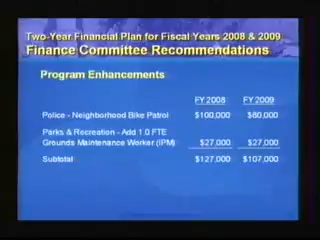 Two-Year Financial Plan for Fiscal Years 2008 & 2009
Finance Committee Recommendations
Program Enhancements
FY 2008 FY 2009
Police - Neighborhood Bike Patrol $100,000 $80,000
Parks & Recreation - Add 1.0 FTE
Grounds Maintenance Worker (IPM) $27,000 $27,000
Subtotal $127,000 $107,000